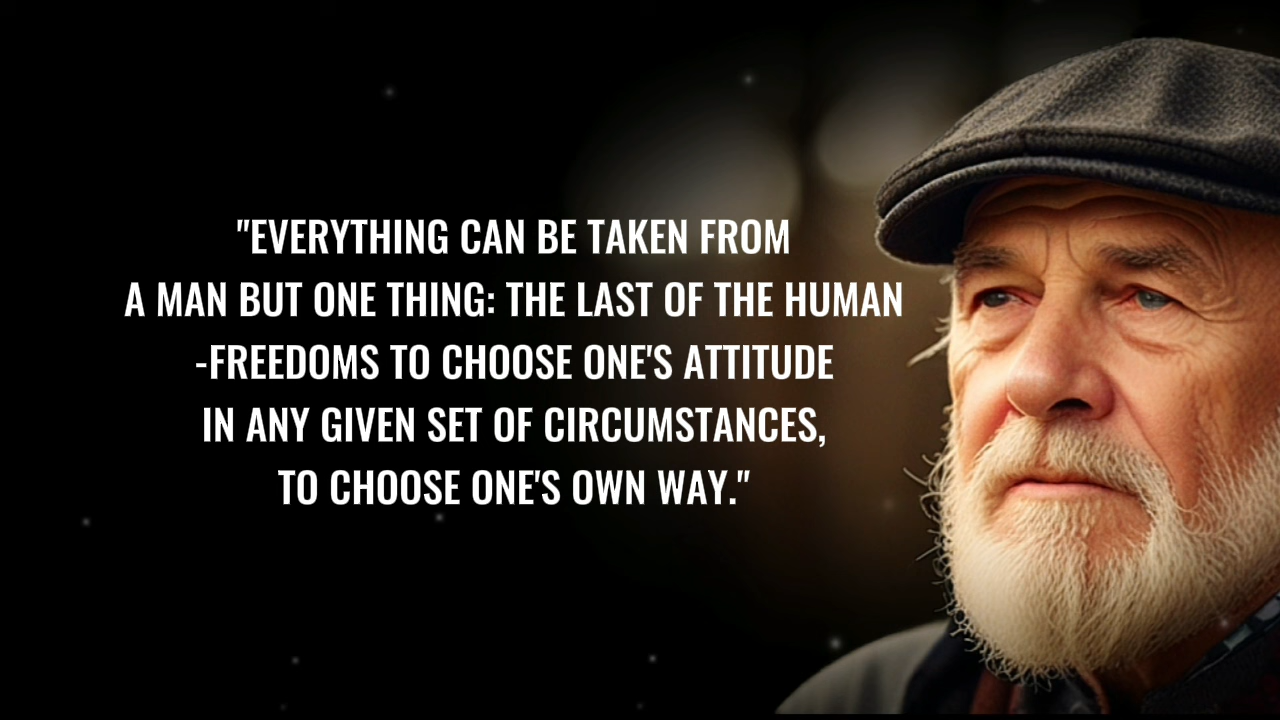 "EVERYTHING CAN BE TAKEN FROM
A MAN BUT ONE THING: THE LAST OF THE HUMAN
-FREEDOMS TO CHOOSE ONE'S ATTITUDE
IN ANY GIVEN SET OF CIRCUMSTANCES,
TO CHOOSE ONE'S OWN WAY."